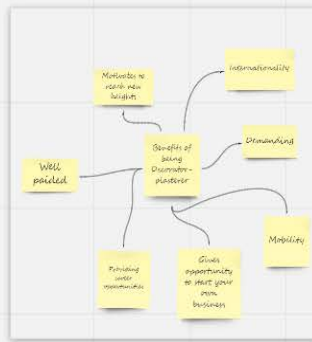 Motivates to
reach new
heights
Internationality
Benefits of
being
Decorator-
plasterer
Demanding
Well
paided
Mobility
Providing
career
opportunities
Gives
opportunity
to start your
own
business